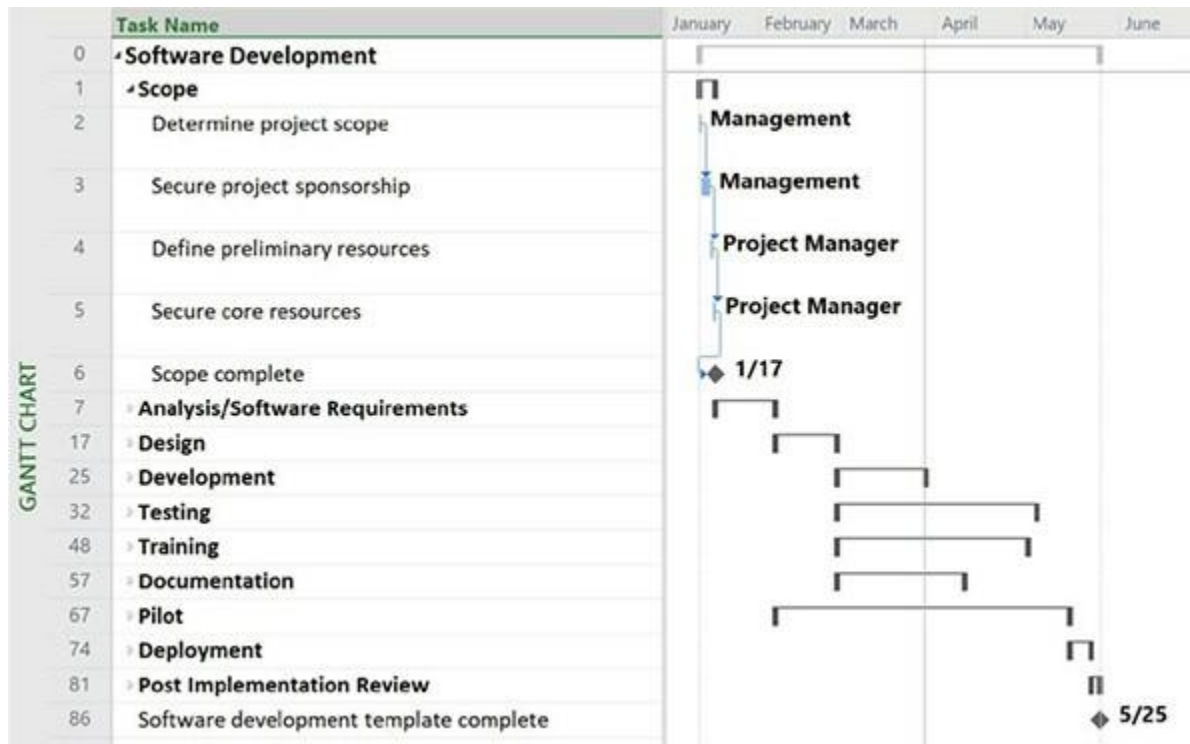 Task Name January February March April May June
0 Software Development
1 Scope
2 Determine project scope Management
3 Secure project sponsorship Management
4 Define preliminary resources Project Manager
5 Secure core resources Project Manager
6 Scope complete 1/17
7 Analysis/Software Requirements
17 Design
25 Development
32 Testing
48 Training
57 Documentation
67 Pilot
74 Deployment
81 Post Implementation Review
86 Software development template complete 5/25
GANTT CHART